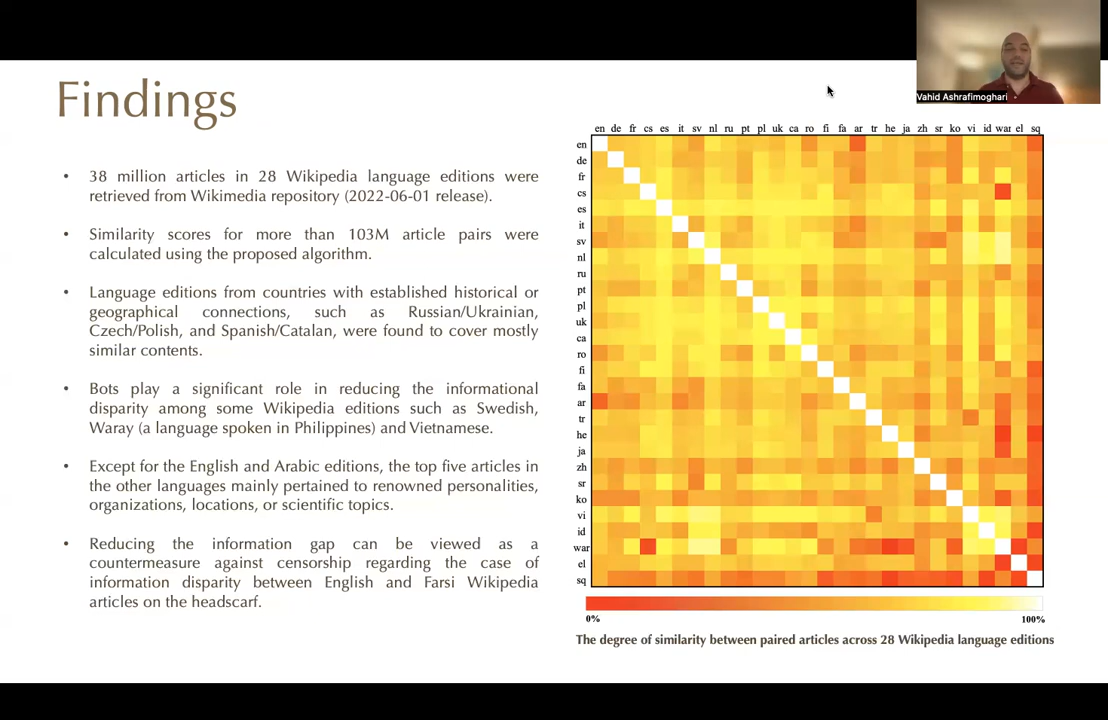 Vahid Ashrafimoghari
Findings
• 38 million articles in 28 Wikipedia language editions were
retrieved from Wikimedia repository (2022-06-01 release).
• Similarity scores for more than 103M article pairs were
calculated using the proposed algorithm.
• Language editions from countries with established historical or
geographical connections, such as Russian/Ukrainian,
Czech/Polish, and Spanish/Catalan, were found to cover mostly
similar contents.
• Bots play a significant role in reducing the informational
disparity among some Wikipedia editions such as Swedish,
Waray (a language spoken in Philippines) and Vietnamese.
• Except for the English and Arabic editions, the top five articles in
the other languages mainly pertained to renowned personalities,
organizations, locations, or scientific topics.
• Reducing the information gap can be viewed as a
countermeasure against censorship regarding the case of
information disparity between English and Farsi Wikipedia
articles on the headscarf.
en de fr cs es it sv nl ru pt pl uk ca ro fi fa ar tr he ja zh sr ko vi id war el sq
en
de
fr
cs
es
it
sv
nl
ru
pt
pl
uk
ca
ro
fi
fa
ar
tr
he
ja
zh
sr
ko
vi
id
war
el
sq
0% 100%
The degree of similarity between paired articles across 28 Wikipedia language editions